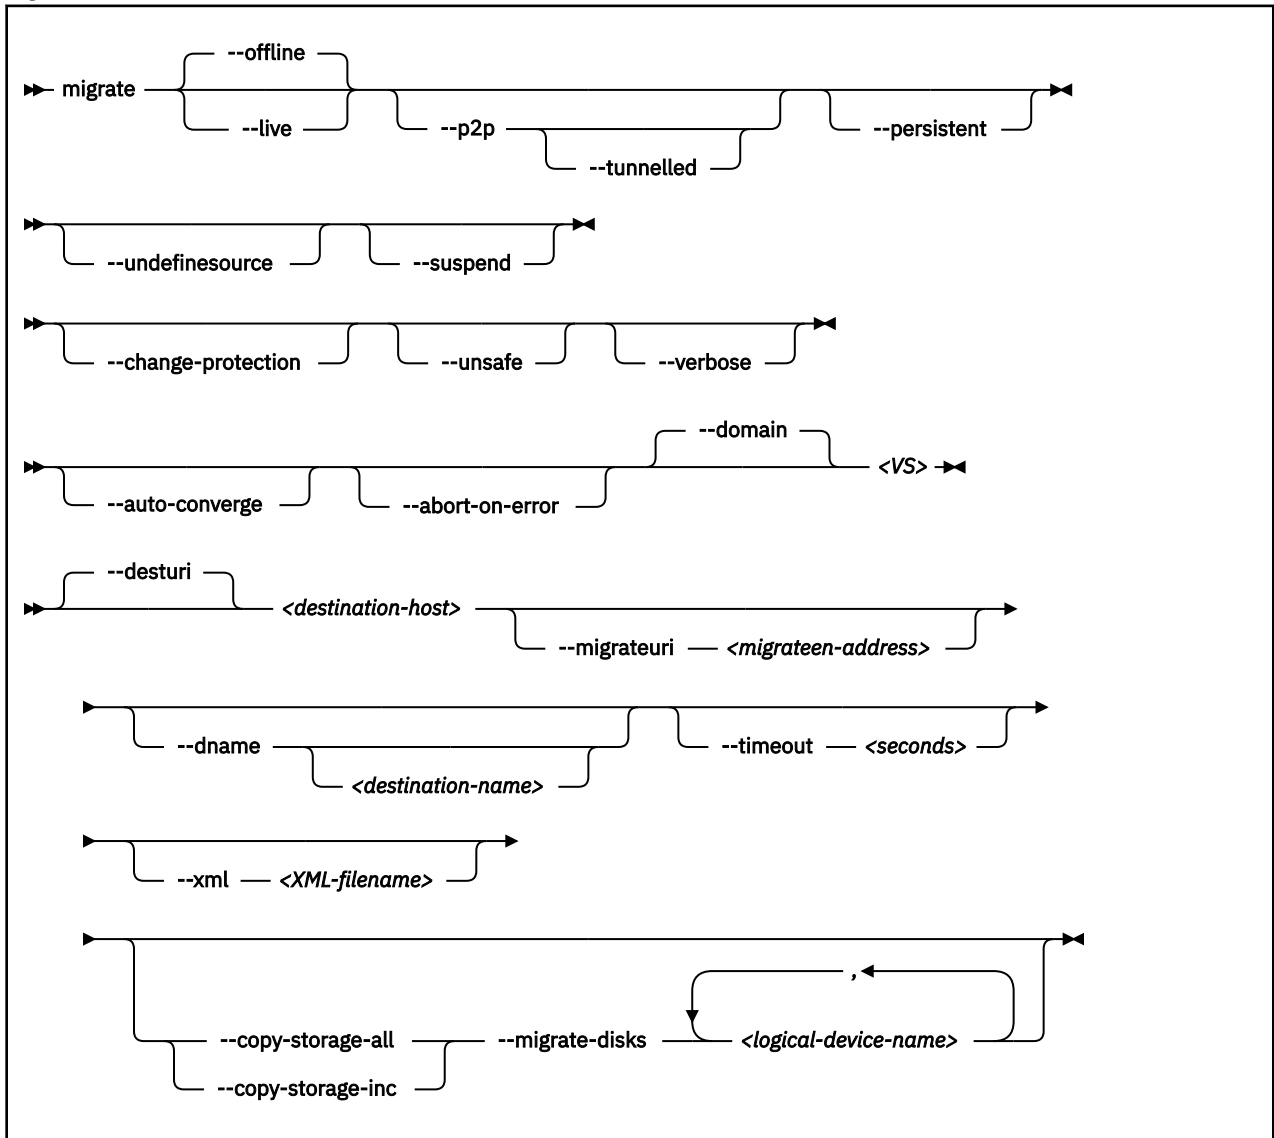 --offline
migrate
--live
--p2p
--persistent
--tunnelled
--undefinesource
--suspend
--change-protection
--unsafe
--verbose
--domain
<VS>
--auto-converge
--abort-on-error
--desturi
<destination-host>
--migrateuri <migrateen-address>
--dname
--timeout <seconds>
<destination-name>
--xml <XML-filename>
,
--copy-storage-all --migrate-disks <logical-device-name>
--copy-storage-inc